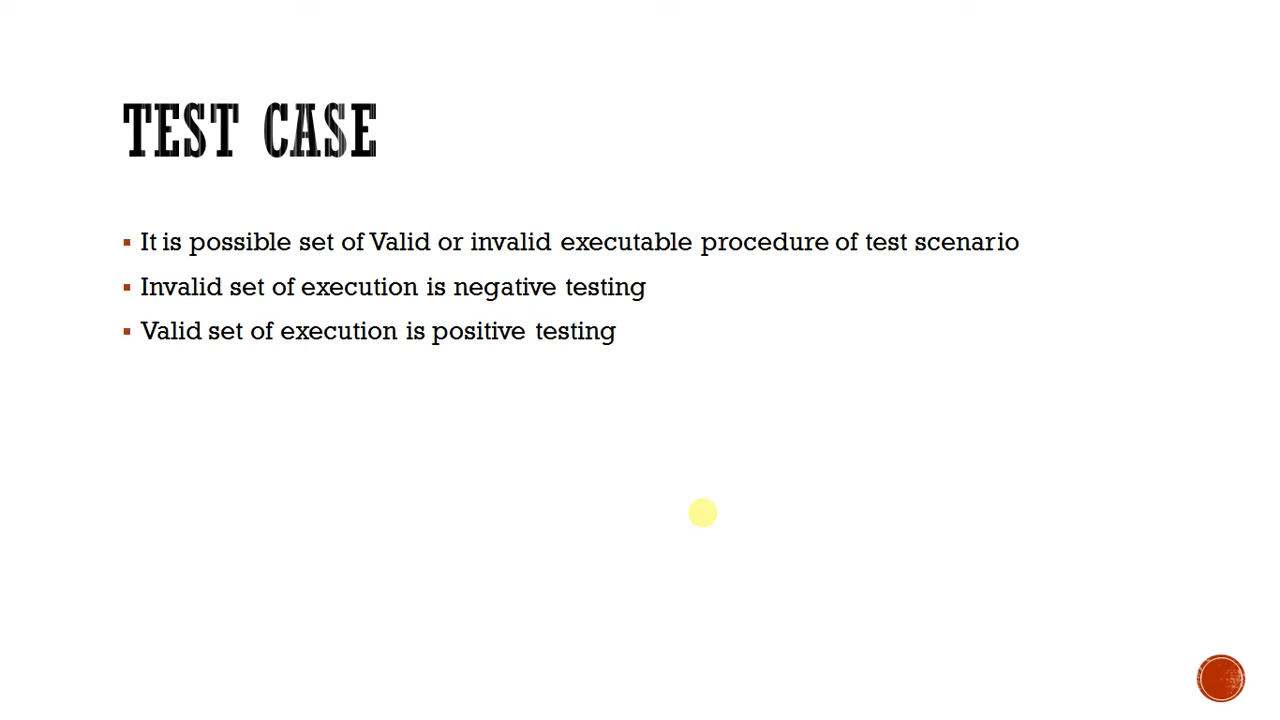 TEST CASE
It is possible set of Valid or invalid executable procedure of test scenario
Invalid set of execution is negative testing
Valid set of execution is positive testing